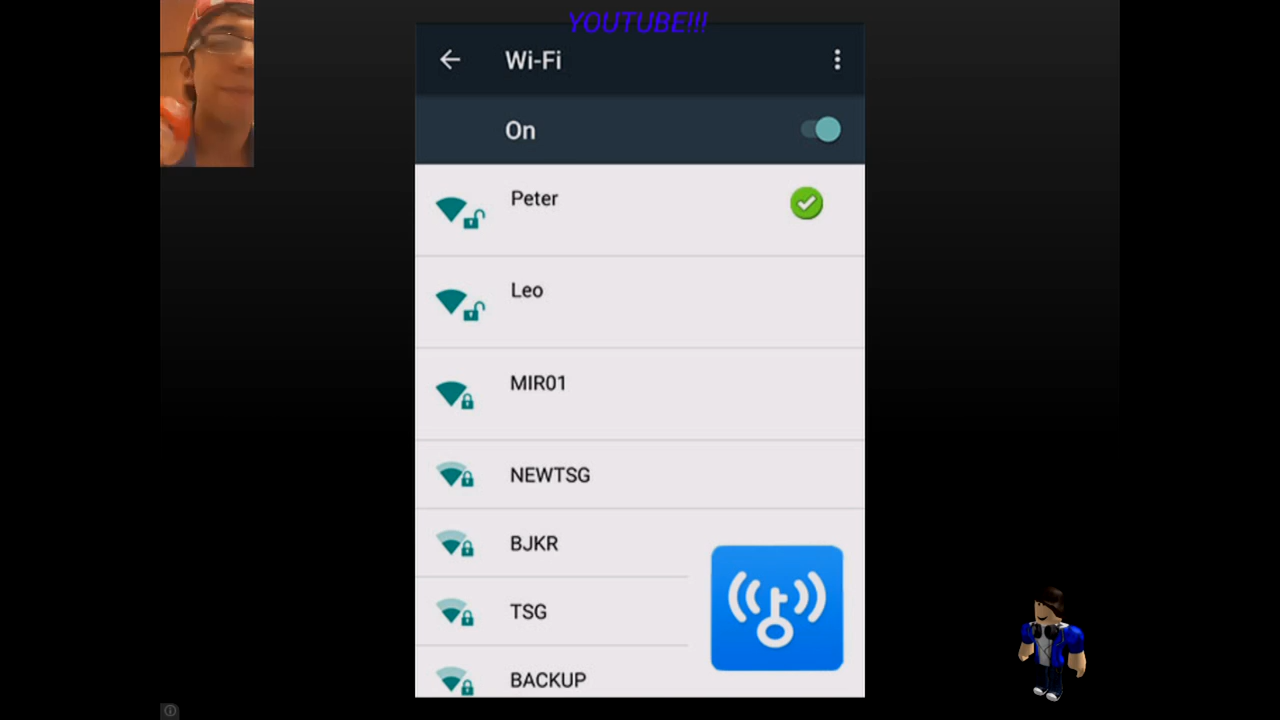 YOUTUBE!!!
Wi-Fi
On
Peter
Leo
MIR01
NEWTSG
BJKR
TSG
BACKUP